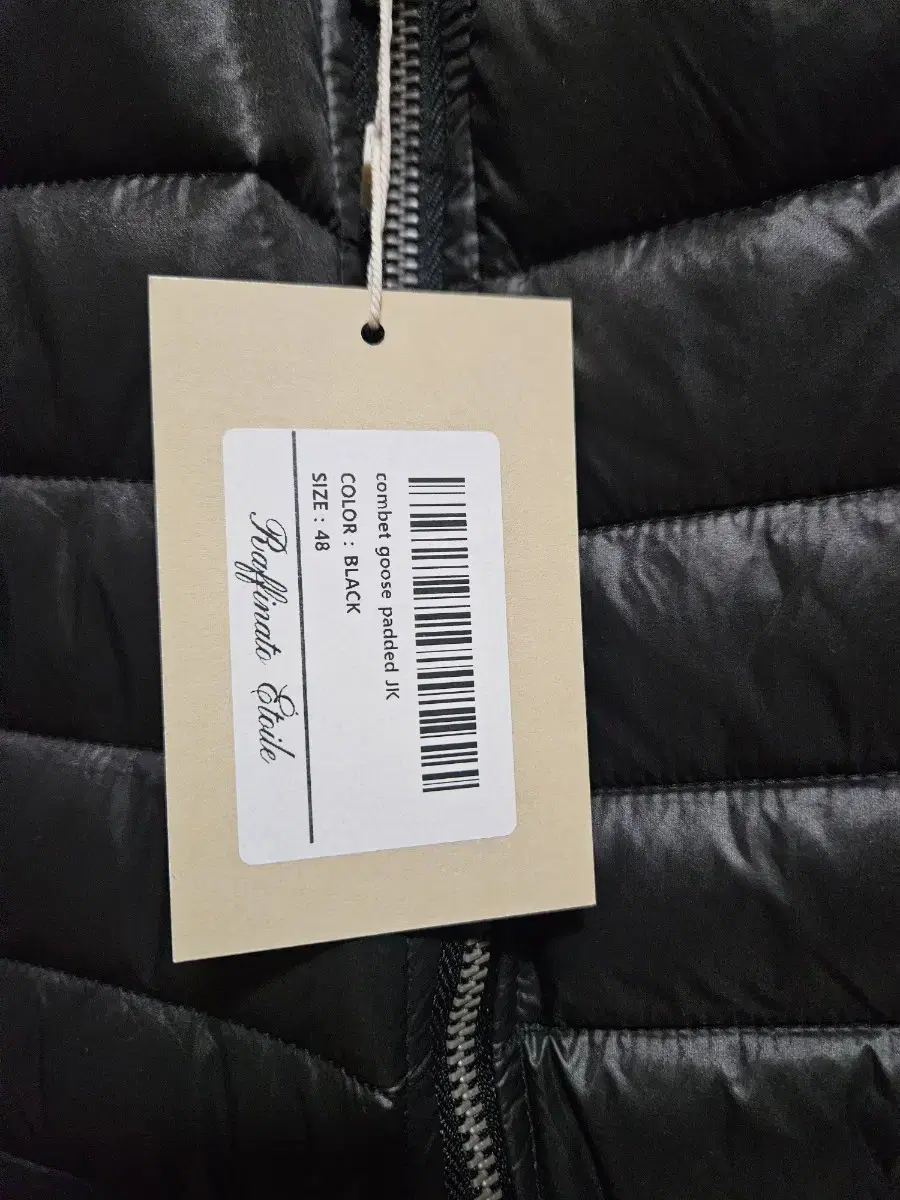 combet goose padded JK
COLOR : BLACK
SIZE : 48
Raffinato Étoile